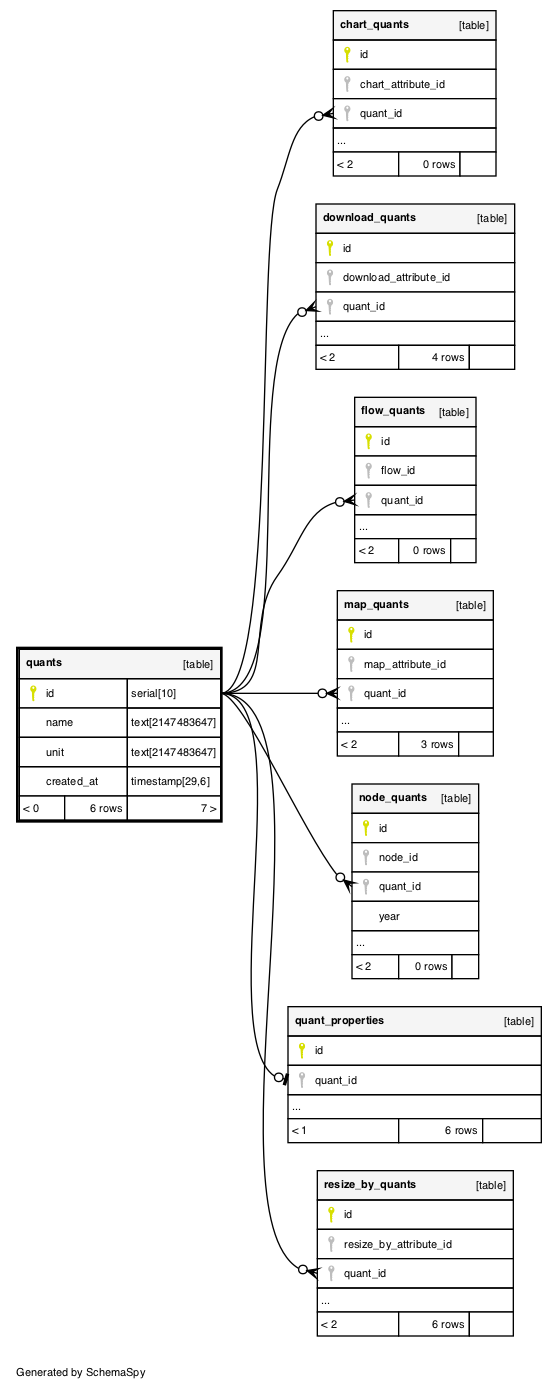 chart_quants [table]
id
chart_attribute_id
quant_id
...
< 2 0 rows
download_quants [table]
id
download_attribute_id
quant_id
...
< 2 4 rows
flow_quants [table]
id
flow_id
quant_id
...
< 2 0 rows
map_quants [table]
id
map_attribute_id
quant_id
...
< 2 3 rows
quants [table]
id serial[10]
name text[2147483647]
unit text[2147483647]
created_at timestamp[29,6]
< 0 6 rows 7 >
node_quants [table]
id
node_id
quant_id
year
...
< 2 0 rows
quant_properties [table]
id
quant_id
...
< 1 6 rows
resize_by_quants [table]
id
resize_by_attribute_id
quant_id
...
< 2 6 rows
Generated by SchemaSpy